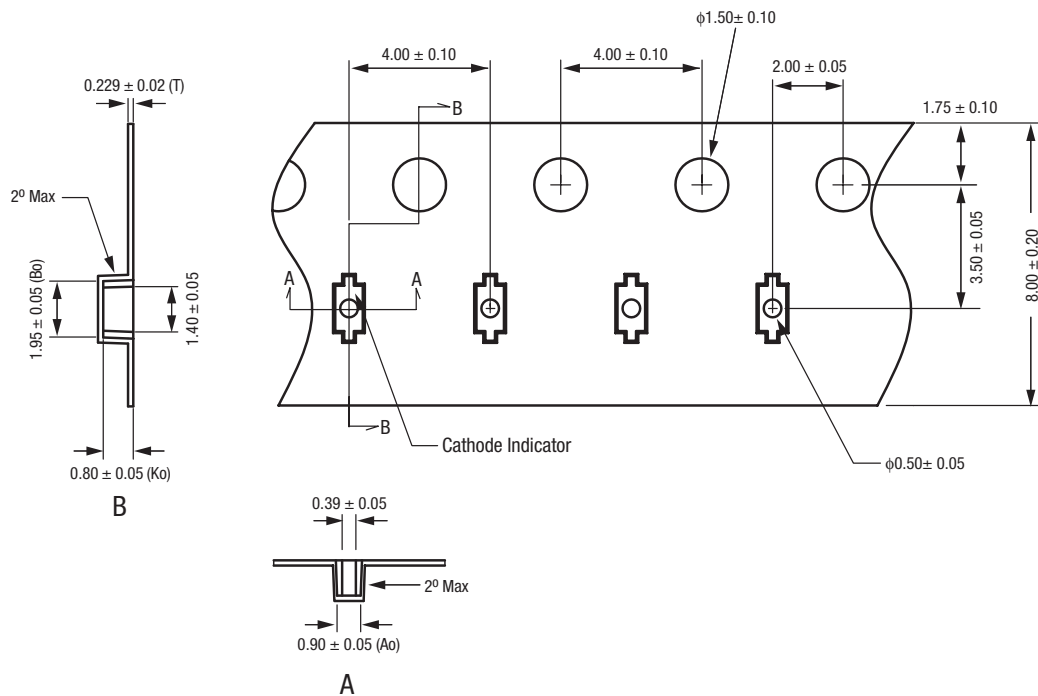 ϕ1.50± 0.10
4.00 ± 0.10
4.00 ± 0.10
2.00 ± 0.05
0.229 ± 0.02 (T)
B
1.75 ± 0.10
2º Max
3.50 ± 0.05
8.00 ± 0.20
A
A
1.95 ± 0.05 (Bo)
1.40 ± 0.05
B
Cathode Indicator
ϕ0.50± 0.05
0.80 ± 0.05 (Ko)
B
0.39 ± 0.05
2º Max
0.90 ± 0.05 (Ao)
A